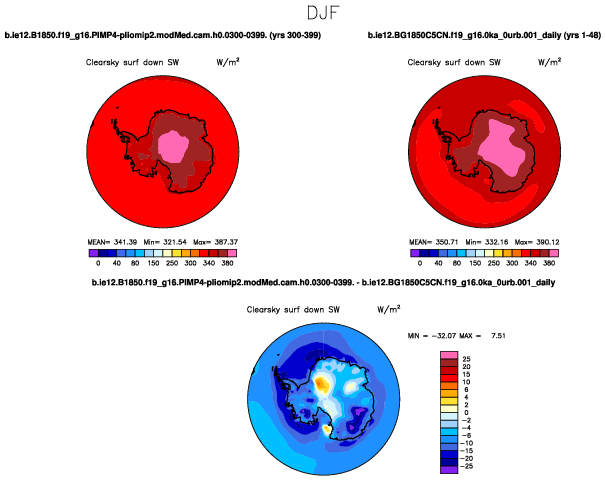 DJF
b.ie12.B1850.f19_g16.PIMP4-pliomip2.modMed.cam.h0.0300-0399. (yrs 300-399)
b.ie12.BG1850C5CN.f19_g16.0ka_0urb.001_daily (yrs 1-48)
Clearsky surf down SW W/m²
Clearsky surf down SW W/m²
MEAN= 341.39 Min= 321.54 Max= 387.37
MEAN= 350.71 Min= 332.16 Max= 390.12
0 40 80 150 200 250 300 340 380
0 40 80 150 200 250 300 340 380
b.ie12.B1850.f19_g16.PIMP4-pliomip2.modMed.cam.h0.0300-0399. - b.ie12.BG1850C5CN.f19_g16.0ka_0urb.001_daily
Clearsky surf down SW W/m²
MIN = -32.07 MAX = 7.51
25
20
15
10
6
4
2
0
-2
-4
-6
-10
-15
-20
-25